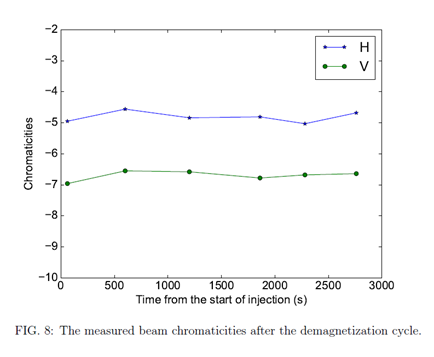 −2
−3
−4
−5
−6
−7
−8
−9
−10
Chromaticities
H
V
0 500 1000 1500 2000 2500 3000
Time from the start of injection (s)
FIG. 8: The measured beam chromaticities after the demagnetization cycle.